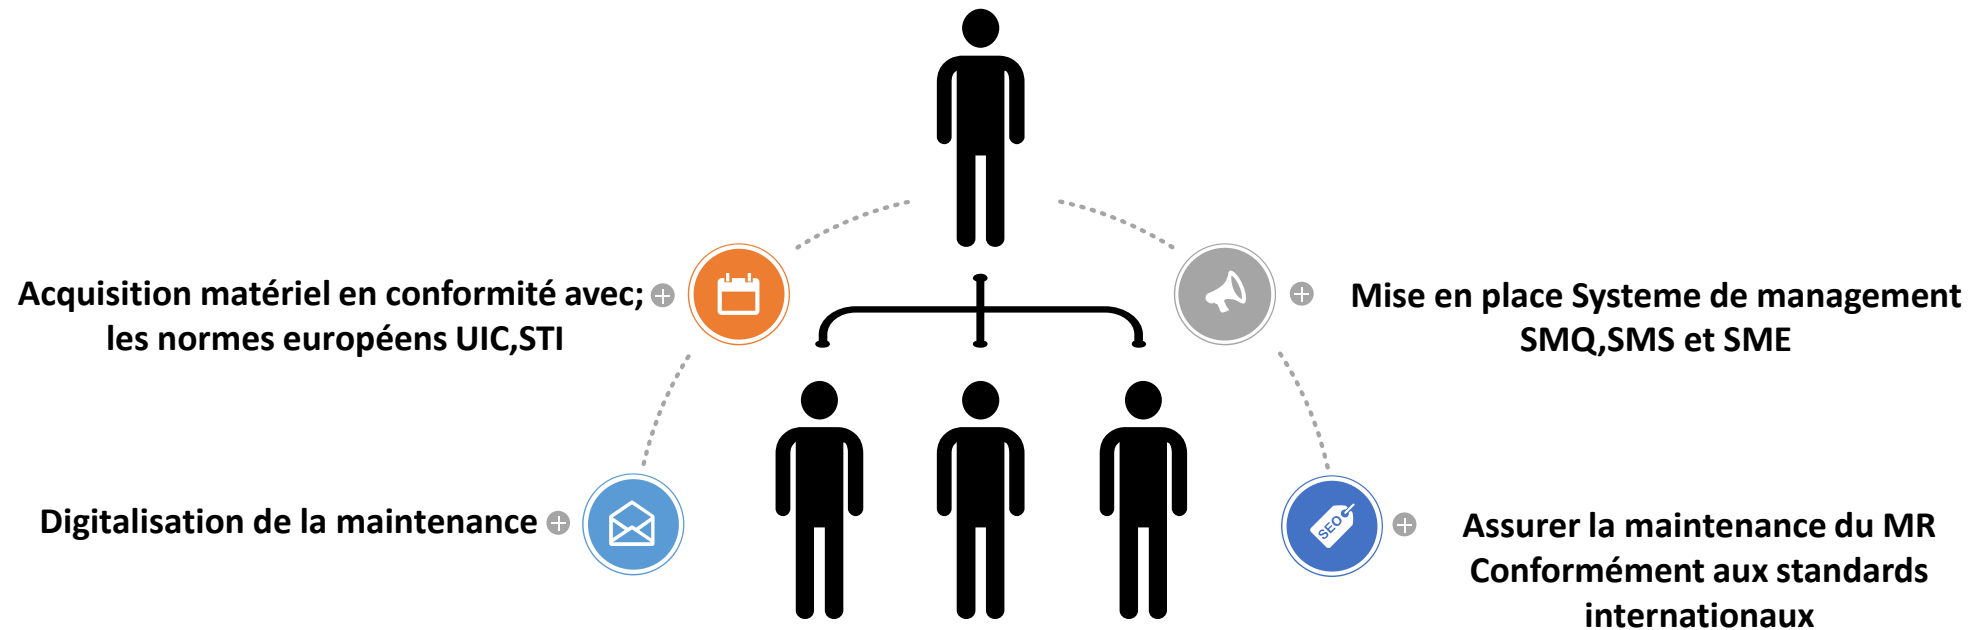 Acquisition matériel en conformité avec;
les normes européens UIC,STI
Mise en place Systeme de management
SMQ,SMS et SME
Digitalisation de la maintenance
SEO
Assurer la maintenance du MR
Conformément aux standards
internationaux